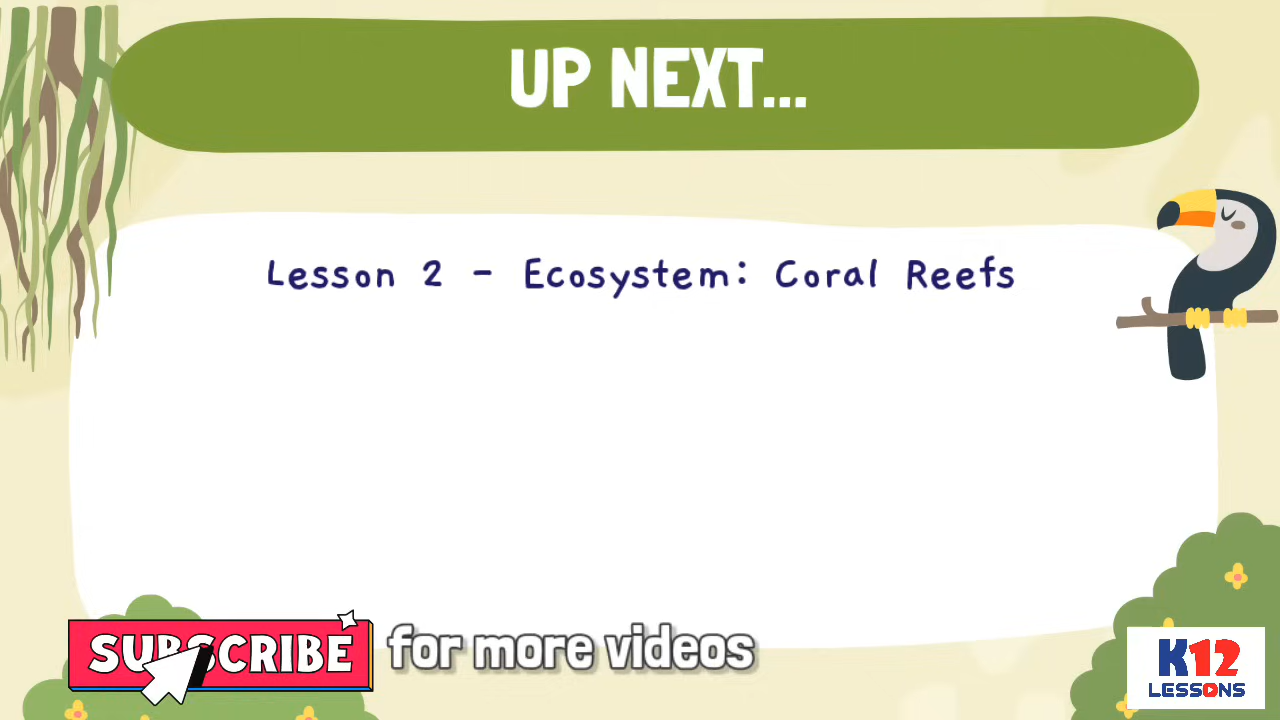 UP NEXT...
Lesson 2 - Ecosystem: Coral Reefs
SUBSCRIBE for more videos
K12
LESSONS